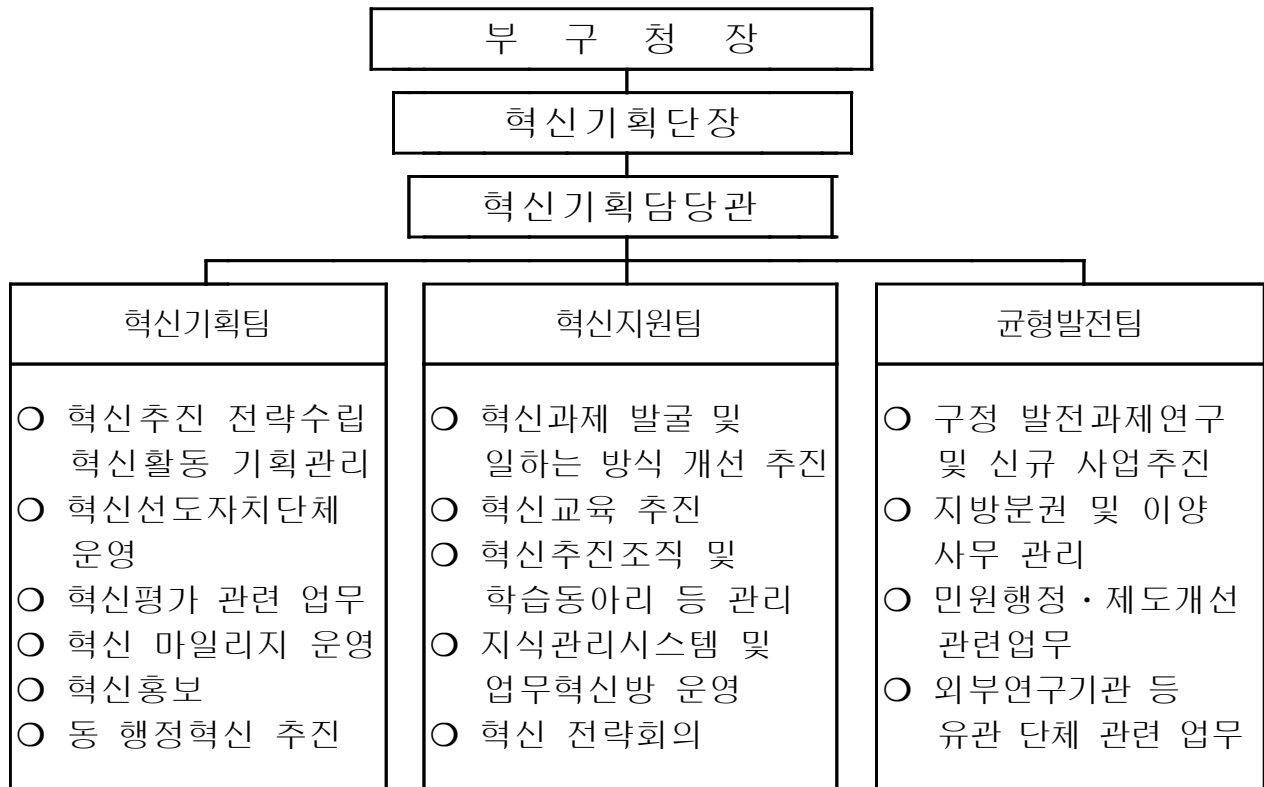 부 구 청 장
혁신기획단장
혁신기획담당관
혁신기획팀
❍ 혁신추진 전략수립
혁신활동 기획관리
❍ 혁신선도자치단체
운영
❍ 혁신평가 관련 업무
❍ 혁신 마일리지 운영
❍ 혁신홍보
❍ 동 행정혁신 추진
혁신지원팀
❍ 혁신과제 발굴 및
일하는 방식 개선 추진
❍ 혁신교육 추진
❍ 혁신추진조직 및
학습동아리 등 관리
❍ 지식관리시스템 및
업무혁신방 운영
❍ 혁신 전략회의
균형발전팀
❍ 구정 발전과제연구
및 신규 사업추진
❍ 지방분권 및 이양
사무 관리
❍ 민원행정·제도개선
관련업무
❍ 외부연구기관 등
유관 단체 관련 업무